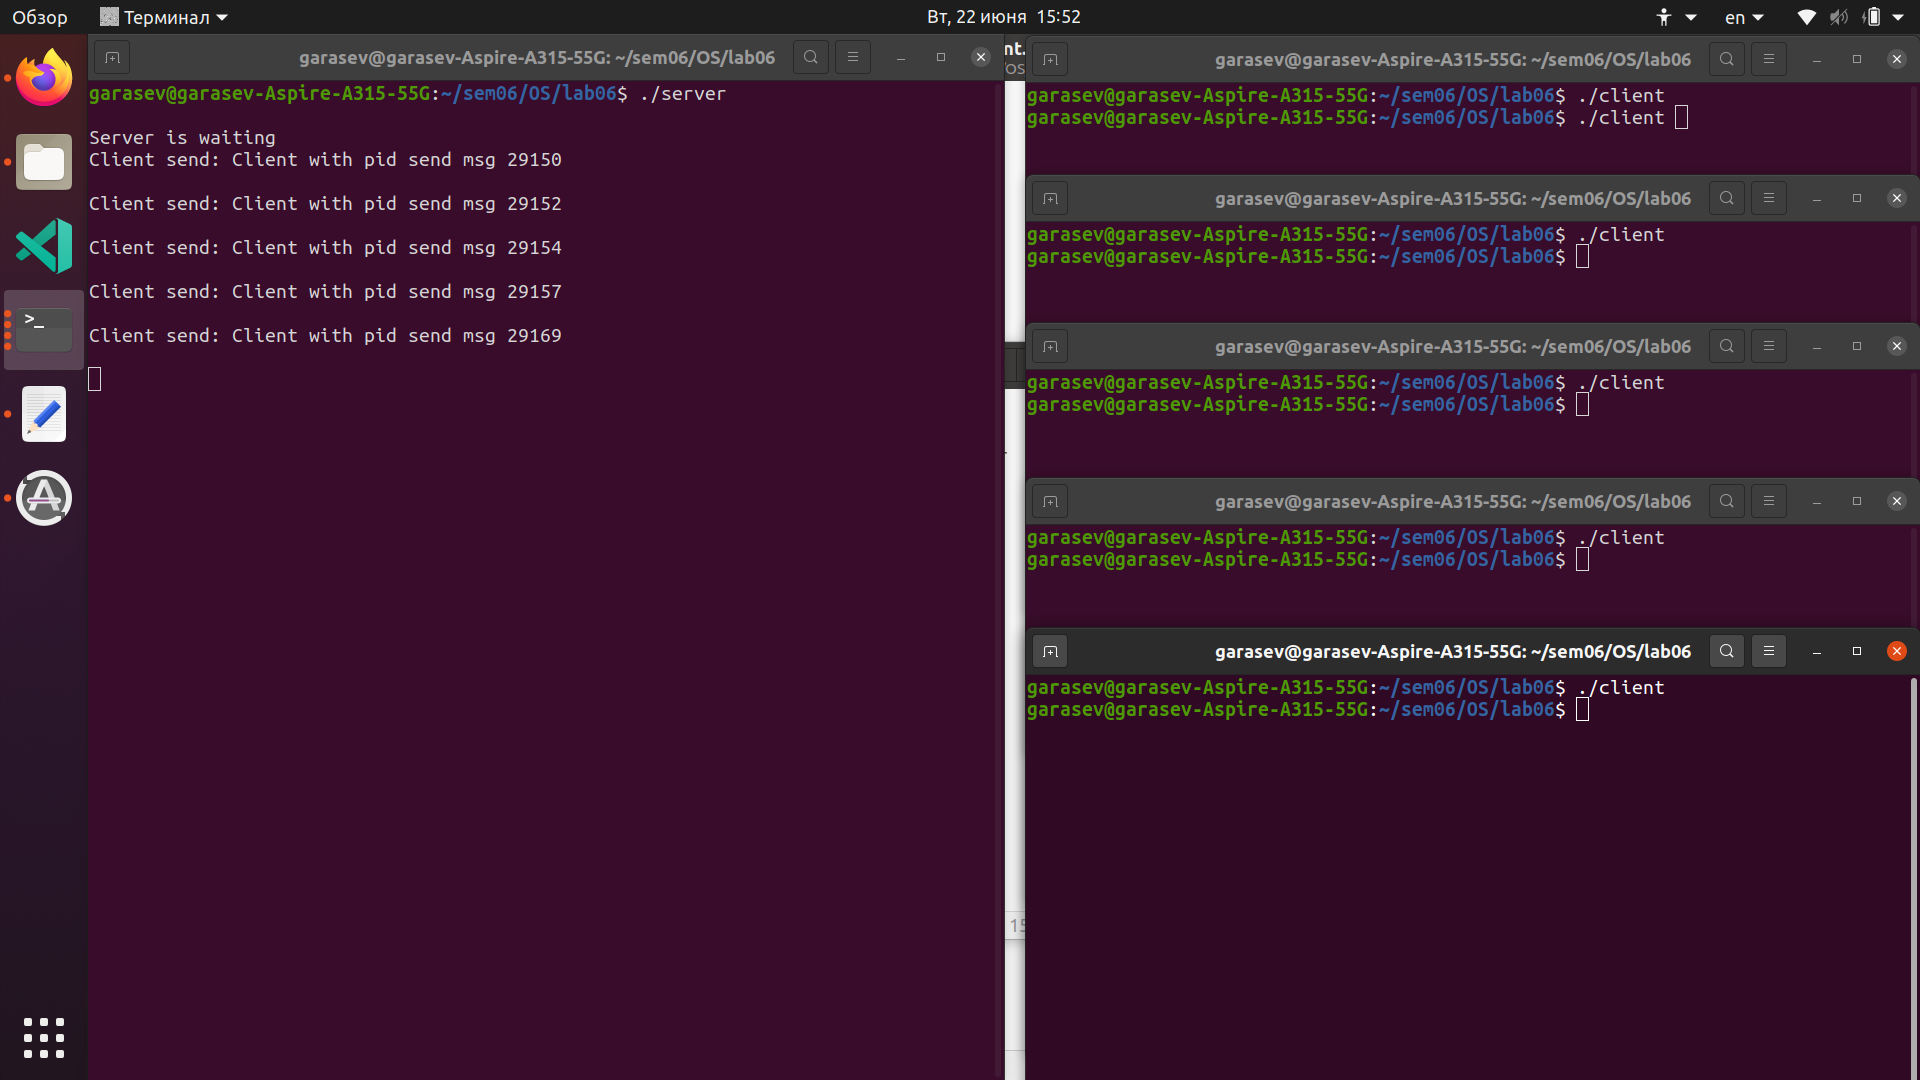 Обзор
Терминал
Вт, 22 июня 15:52
en
garasev@garasev-Aspire-A315-55G: ~/sem06/OS/lab06
garasev@garasev-Aspire-A315-55G:~/sem06/OS/lab06$ ./server
Server is waiting
Client send: Client with pid send msg 29150
Client send: Client with pid send msg 29152
Client send: Client with pid send msg 29154
Client send: Client with pid send msg 29157
Client send: Client with pid send msg 29169
garasev@garasev-Aspire-A315-55G: ~/sem06/OS/lab06
garasev@garasev-Aspire-A315-55G:~/sem06/OS/lab06$ ./client
garasev@garasev-Aspire-A315-55G:~/sem06/OS/lab06$ ./client
garasev@garasev-Aspire-A315-55G: ~/sem06/OS/lab06
garasev@garasev-Aspire-A315-55G:~/sem06/OS/lab06$ ./client
garasev@garasev-Aspire-A315-55G:~/sem06/OS/lab06$
garasev@garasev-Aspire-A315-55G: ~/sem06/OS/lab06
garasev@garasev-Aspire-A315-55G:~/sem06/OS/lab06$ ./client
garasev@garasev-Aspire-A315-55G:~/sem06/OS/lab06$
garasev@garasev-Aspire-A315-55G: ~/sem06/OS/lab06
garasev@garasev-Aspire-A315-55G:~/sem06/OS/lab06$ ./client
garasev@garasev-Aspire-A315-55G:~/sem06/OS/lab06$
garasev@garasev-Aspire-A315-55G: ~/sem06/OS/lab06
garasev@garasev-Aspire-A315-55G:~/sem06/OS/lab06$ ./client
garasev@garasev-Aspire-A315-55G:~/sem06/OS/lab06$